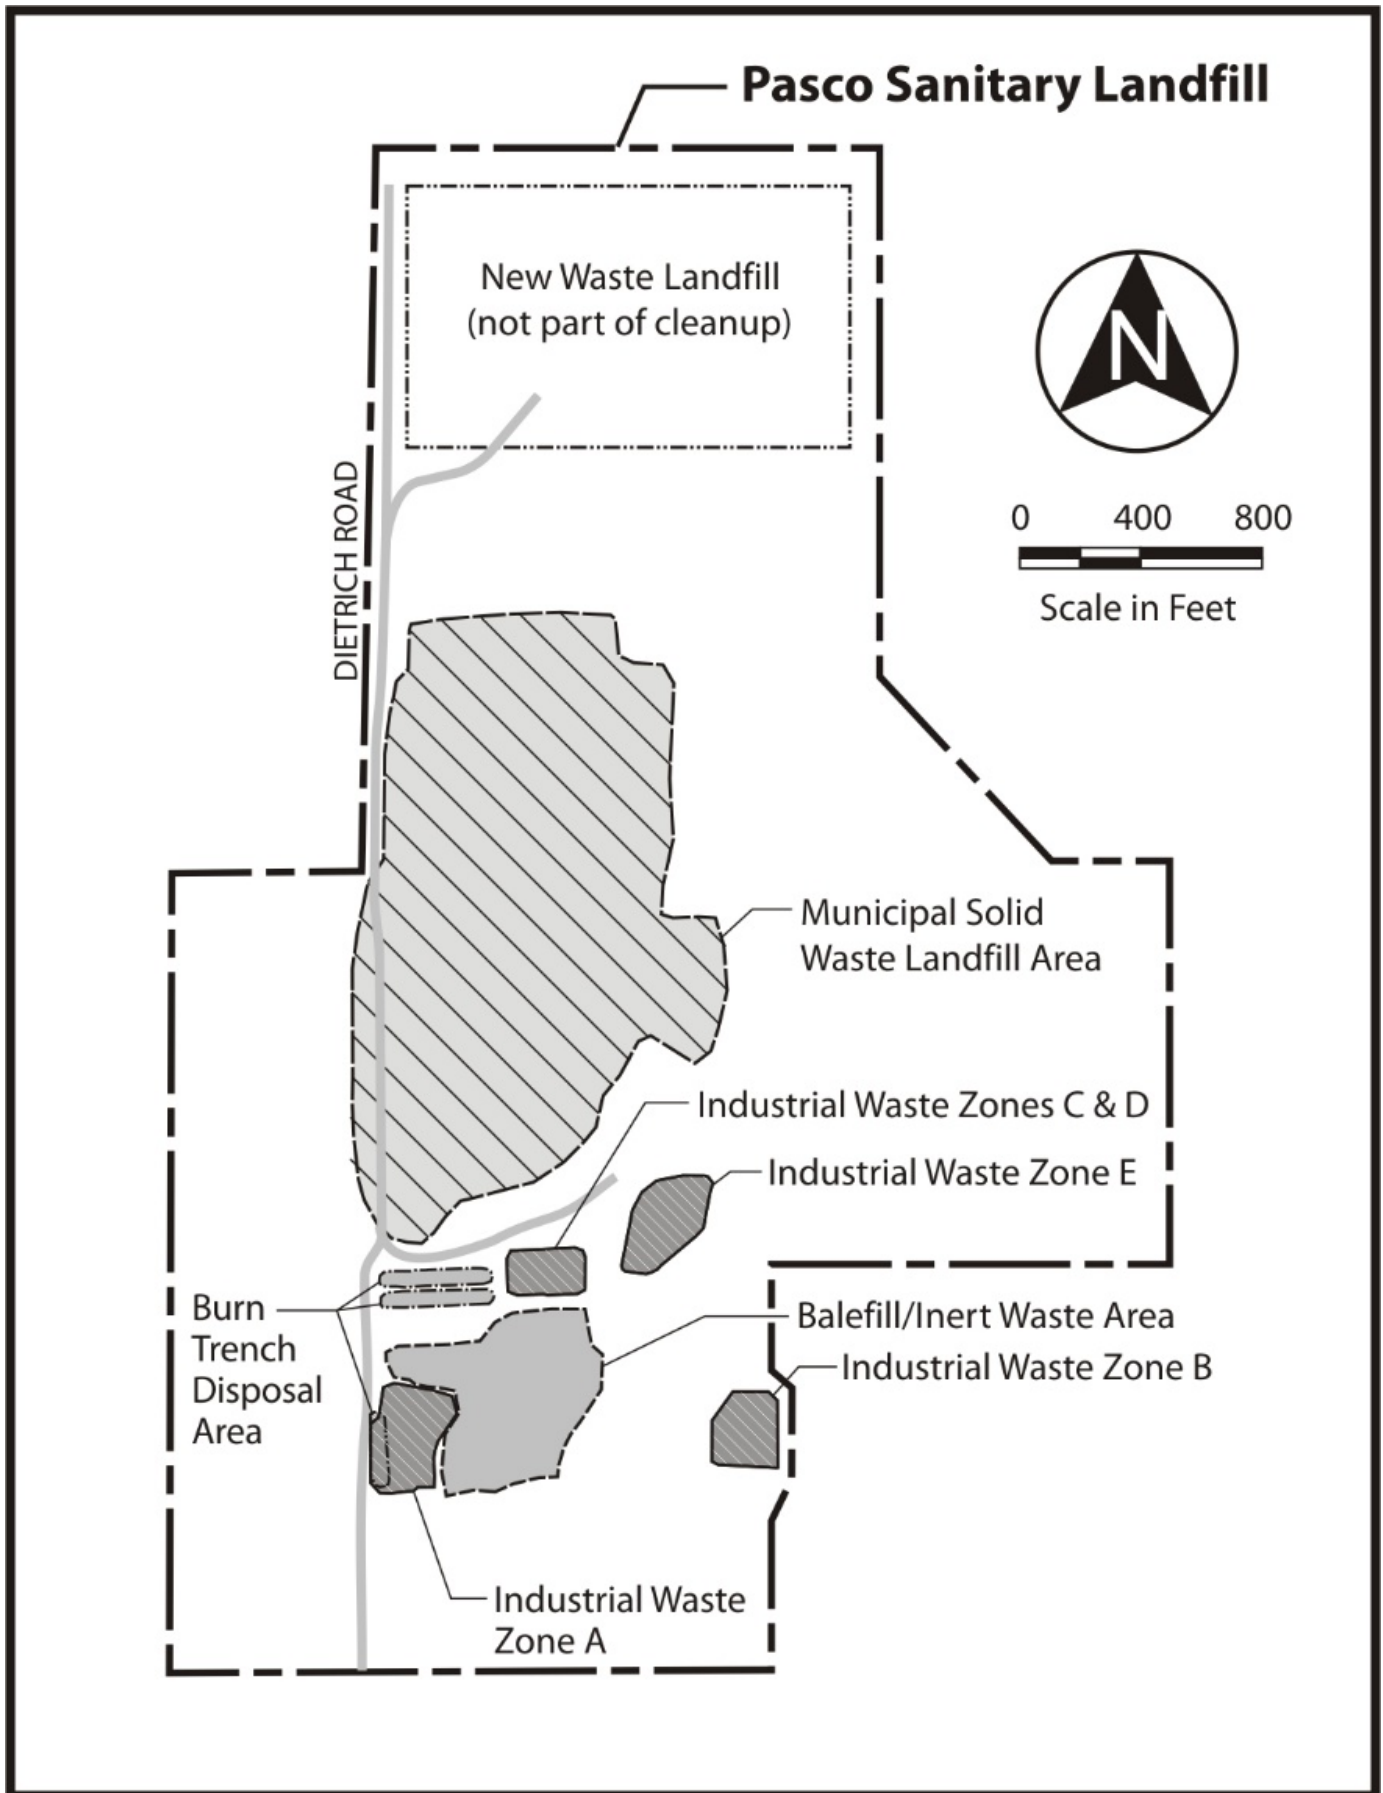 Pasco Sanitary Landfill
New Waste Landfill
(not part of cleanup)
N
0 400 800
Scale in Feet
DIETRICH ROAD
Municipal Solid
Waste Landfill Area
Industrial Waste Zones C & D
Industrial Waste Zone E
Burn
Trench
Disposal
Area
Balefill/Inert Waste Area
Industrial Waste Zone B
Industrial Waste
Zone A